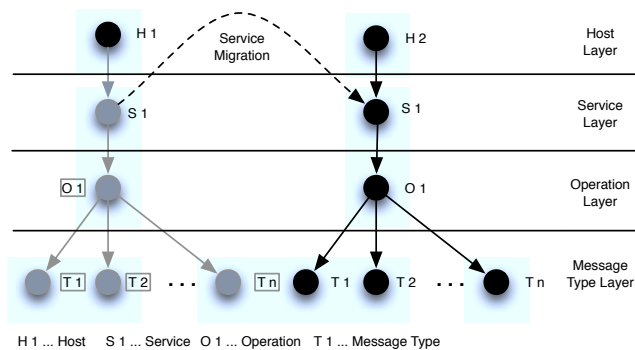 H 1
Service
Migration
H 2
Host
Layer
S 1
S 1
Service
Layer
O 1
O 1
Operation
Layer
T 1
T 2
. . .
T n
T 1
T 2
. . .
T n
Message
Type Layer
H 1 ... Host S 1 ... Service O 1 ... Operation T 1 ... Message Type